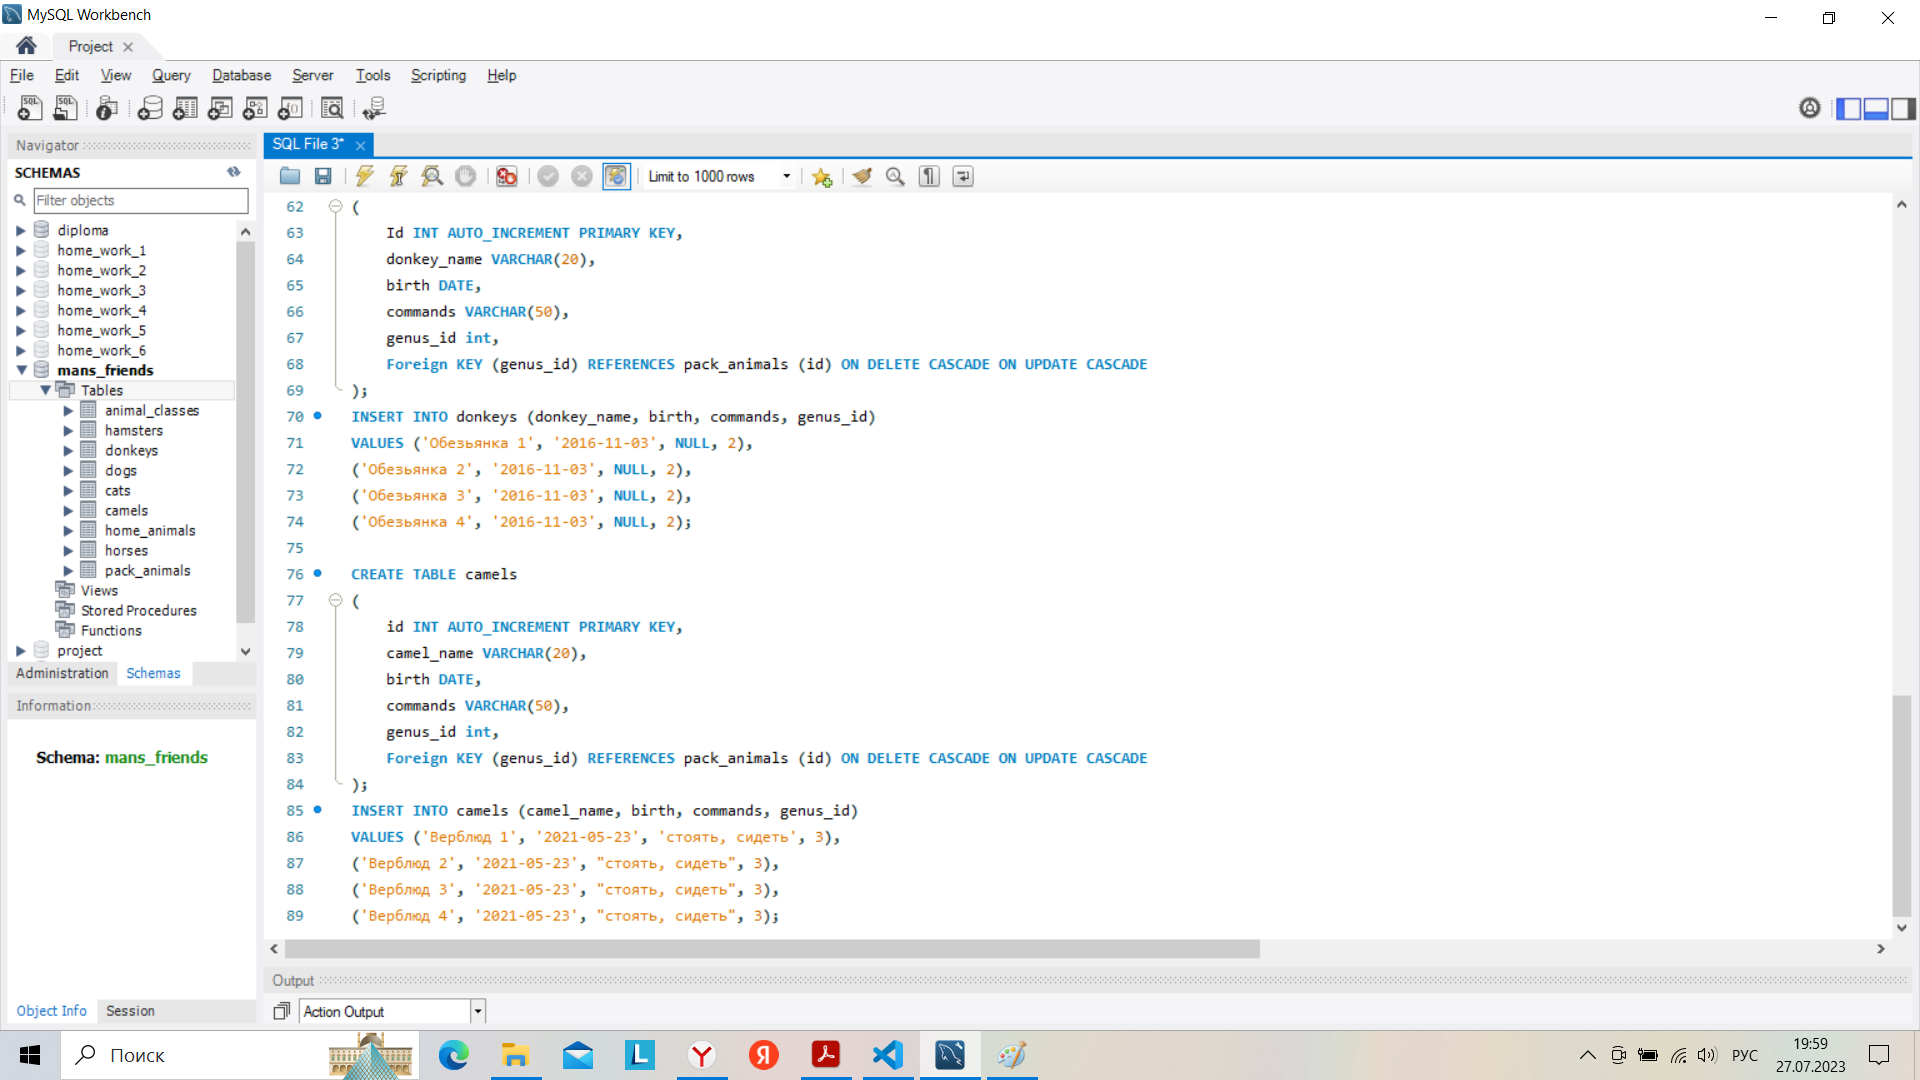 MySQL Workbench
Project
File Edit View Query Database Server Tools Scripting Help
Navigator
SCHEMAS
Filter objects
diploma
home_work_1
home_work_2
home_work_3
home_work_4
home_work_5
home_work_6
mans_friends
Tables
animal_classes
hamsters
donkeys
dogs
cats
camels
home_animals
horses
pack_animals
Views
Stored Procedures
Functions
project
Administration Schemas
Information
Schema: mans_friends
Object Info Session
SQL File 3*
Limit to 1000 rows
62 (
63 Id INT AUTO_INCREMENT PRIMARY KEY,
64 donkey_name VARCHAR(20),
65 birth DATE,
66 commands VARCHAR(50),
67 genus_id int,
68 Foreign KEY (genus_id) REFERENCES pack_animals (id) ON DELETE CASCADE ON UPDATE CASCADE
69 );
70 INSERT INTO donkeys (donkey_name, birth, commands, genus_id)
71 VALUES ('Обезьянка 1', '2016-11-03', NULL, 2),
72 ('Обезьянка 2', '2016-11-03', NULL, 2),
73 ('Обезьянка 3', '2016-11-03', NULL, 2),
74 ('Обезьянка 4', '2016-11-03', NULL, 2);
75
76 CREATE TABLE camels
77 (
78 id INT AUTO_INCREMENT PRIMARY KEY,
79 camel_name VARCHAR(20),
80 birth DATE,
81 commands VARCHAR(50),
82 genus_id int,
83 Foreign KEY (genus_id) REFERENCES pack_animals (id) ON DELETE CASCADE ON UPDATE CASCADE
84 );
85 INSERT INTO camels (camel_name, birth, commands, genus_id)
86 VALUES ('Верблюд 1', '2021-05-23', 'стоять, сидеть', 3),
87 ('Верблюд 2', '2021-05-23', "стоять, сидеть", 3),
88 ('Верблюд 3', '2021-05-23', "стоять, сидеть", 3),
89 ('Верблюд 4', '2021-05-23', "стоять, сидеть", 3);
Output
Action Output
Поиск
РУС
19:59
27.07.2023